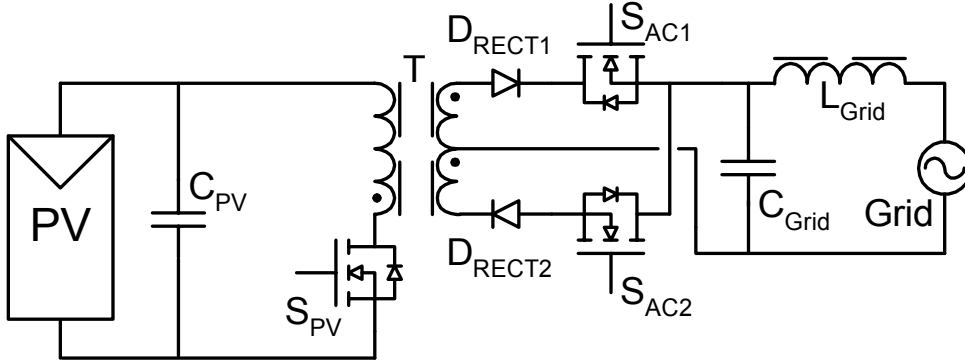 D_RECT1
S_AC1
T
L_Grid
PV
C_PV
C_Grid
Grid
D_RECT2
S_PV
S_AC2